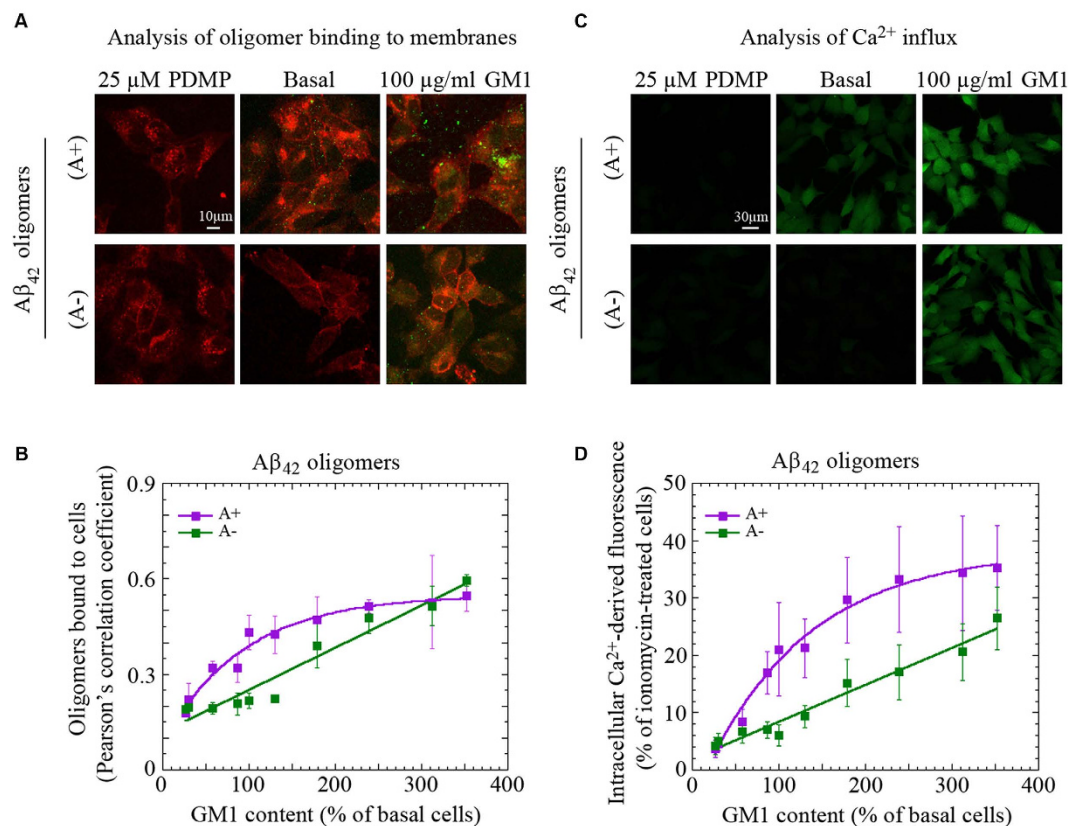 A
Analysis of oligomer binding to membranes
25 µM PDMP
Basal
100 µg/ml GM1
Aβ42 oligomers
(A+)
10µm
(A-)
C
Analysis of Ca2+ influx
25 µM PDMP
Basal
100 µg/ml GM1
Aβ42 oligomers
(A+)
30µm
(A-)
B
Aβ42 oligomers
Oligomers bound to cells
(Pearson's correlation coefficient)
0.9
0.6
0.3
0
A+
A-
0
100
200
300
400
GM1 content (% of basal cells)
D
Aβ42 oligomers
Intracellular Ca2+-derived fluorescence
(% of ionomycin-treated cells)
50
40
30
20
10
0
A+
A-
0
100
200
300
400
GM1 content (% of basal cells)